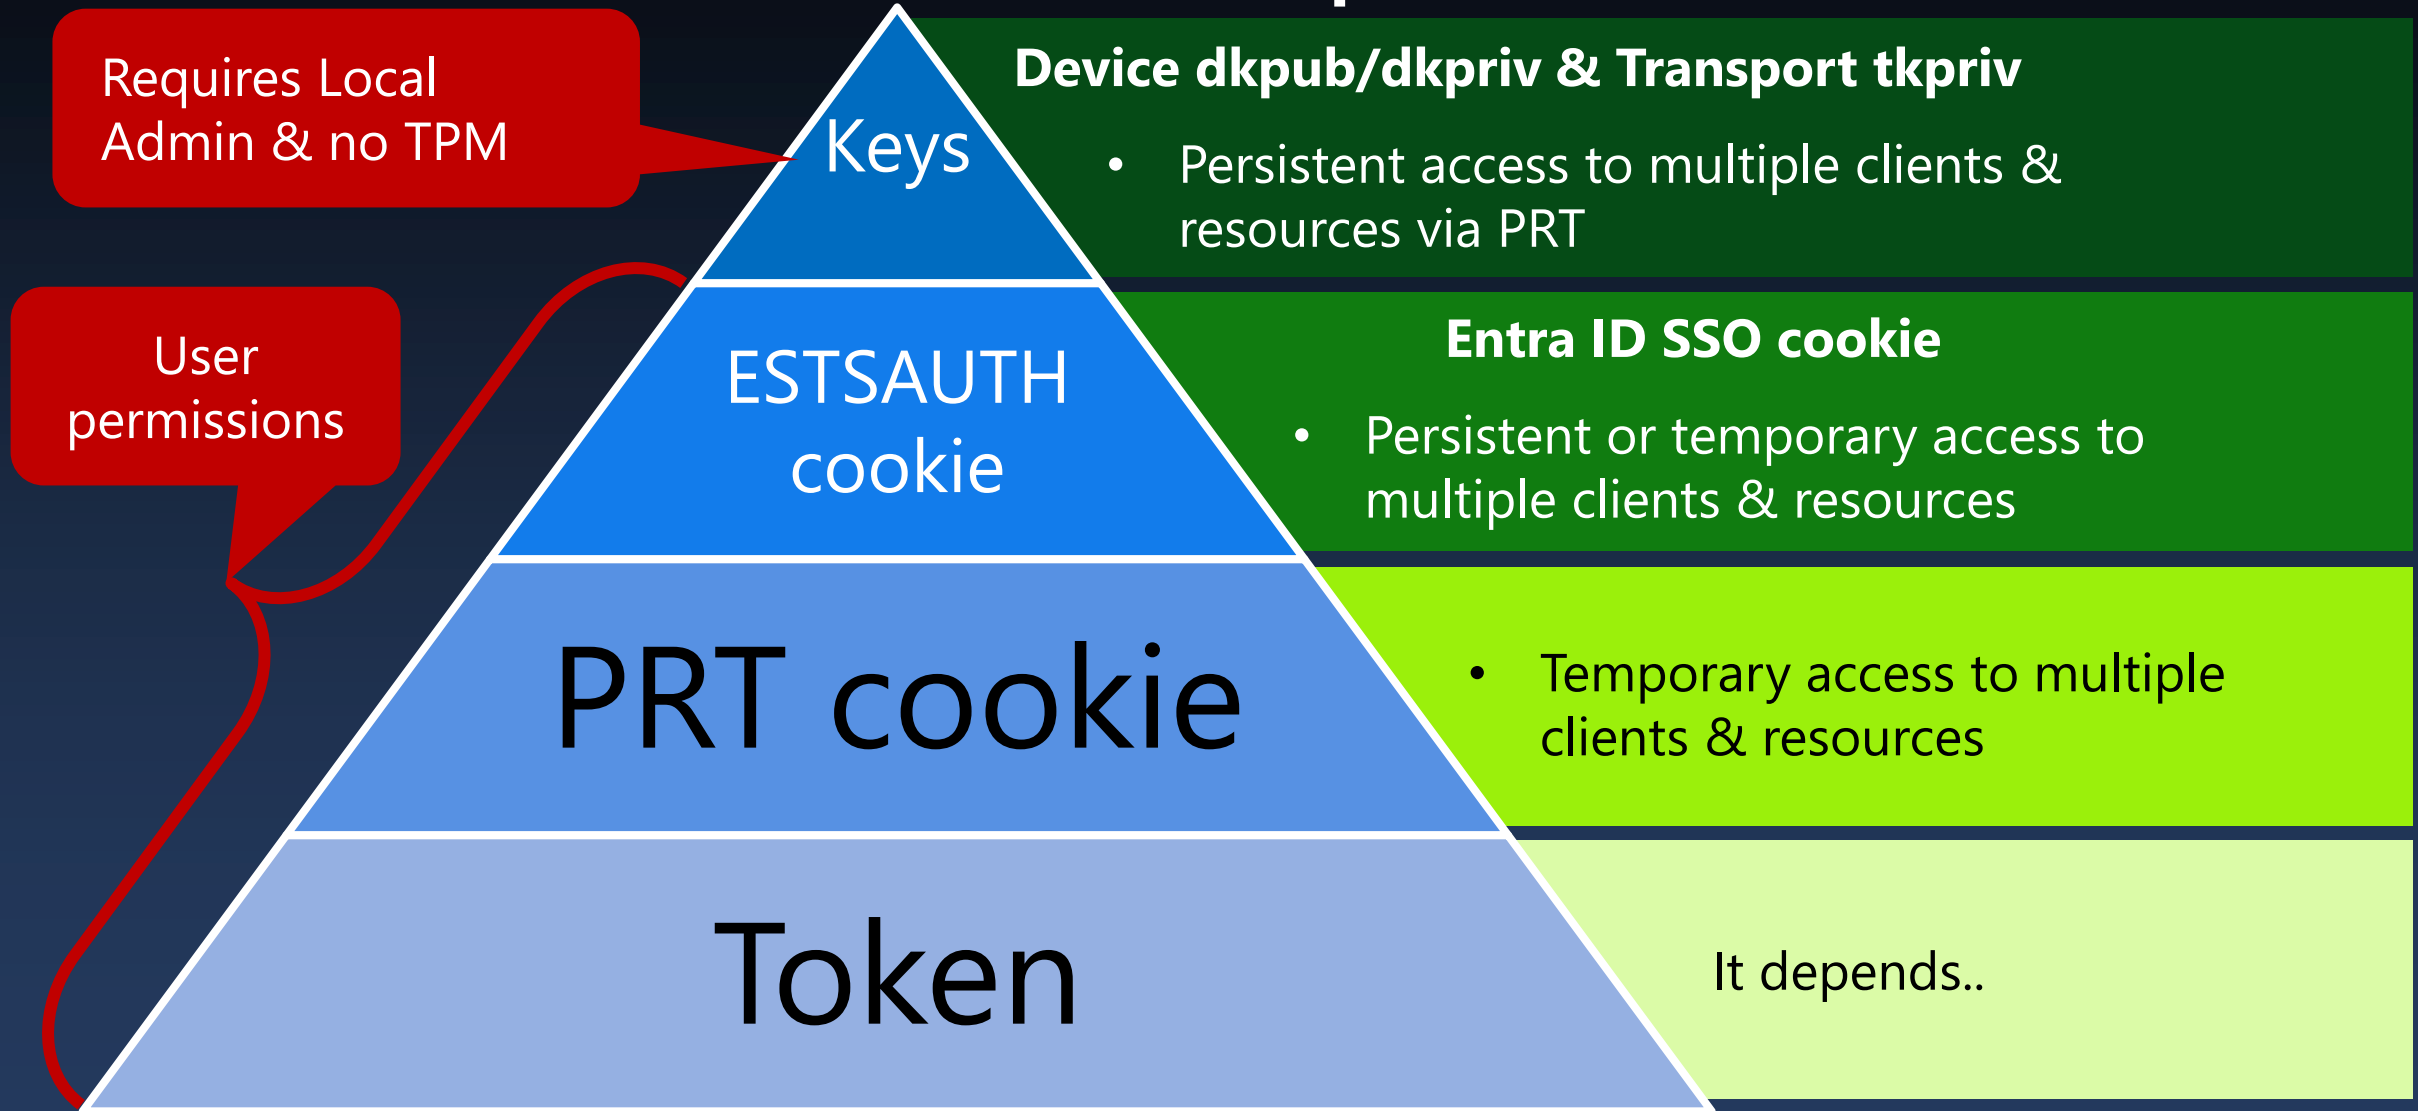 Requires Local
Admin & no TPM
Keys
Device dkpub/dkpriv & Transport tkpriv
• Persistent access to multiple clients &
resources via PRT
User
permissions
ESTSAUTH
cookie
Entra ID SSO cookie
• Persistent or temporary access to
multiple clients & resources
PRT cookie
• Temporary access to multiple
clients & resources
Token
It depends..